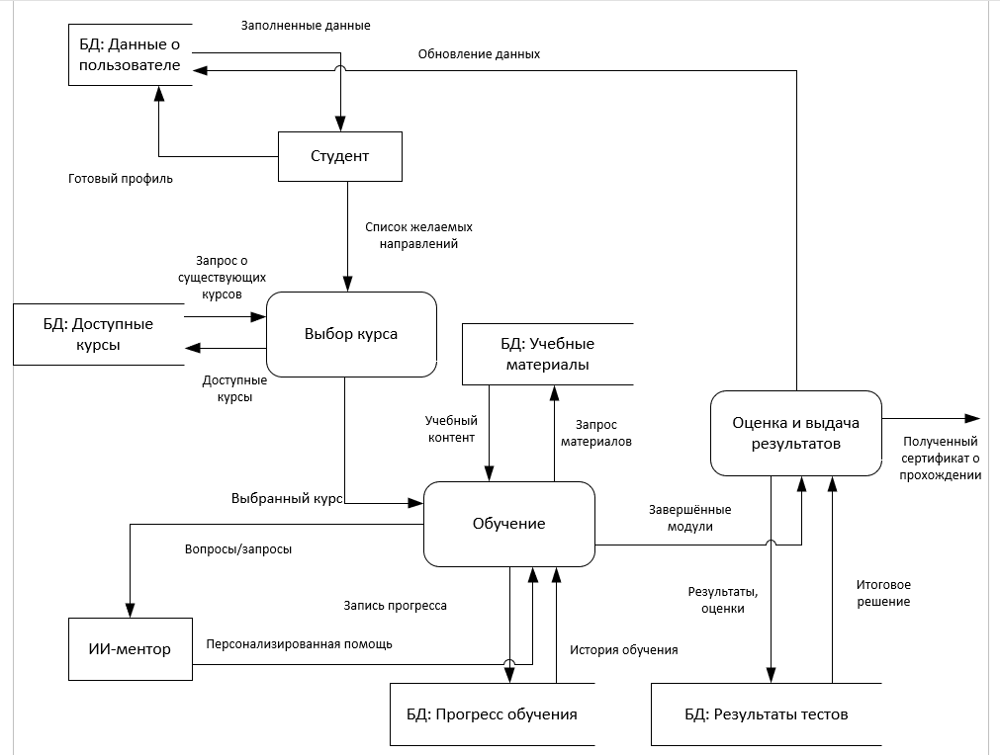 Заполненные данные
БД: Данные о
пользователе
Обновление данных
Студент
Готовый профиль
Список желаемых
направлений
Запрос о
существующих
курсов
БД: Доступные
курсы
Выбор курса
Доступные
курсы
БД: Учебные
материалы
Учебный
контент
Запрос
материалов
Оценка и выдача
результатов
Полученный
сертификат о
прохождении
Выбранный курс
Обучение
Завершённые
модули
Вопросы/запросы
Запись прогресса
Результаты,
оценки
Итоговое
решение
ИИ-ментор
Персонализированная помощь
История обучения
БД: Прогресс обучения
БД: Результаты тестов